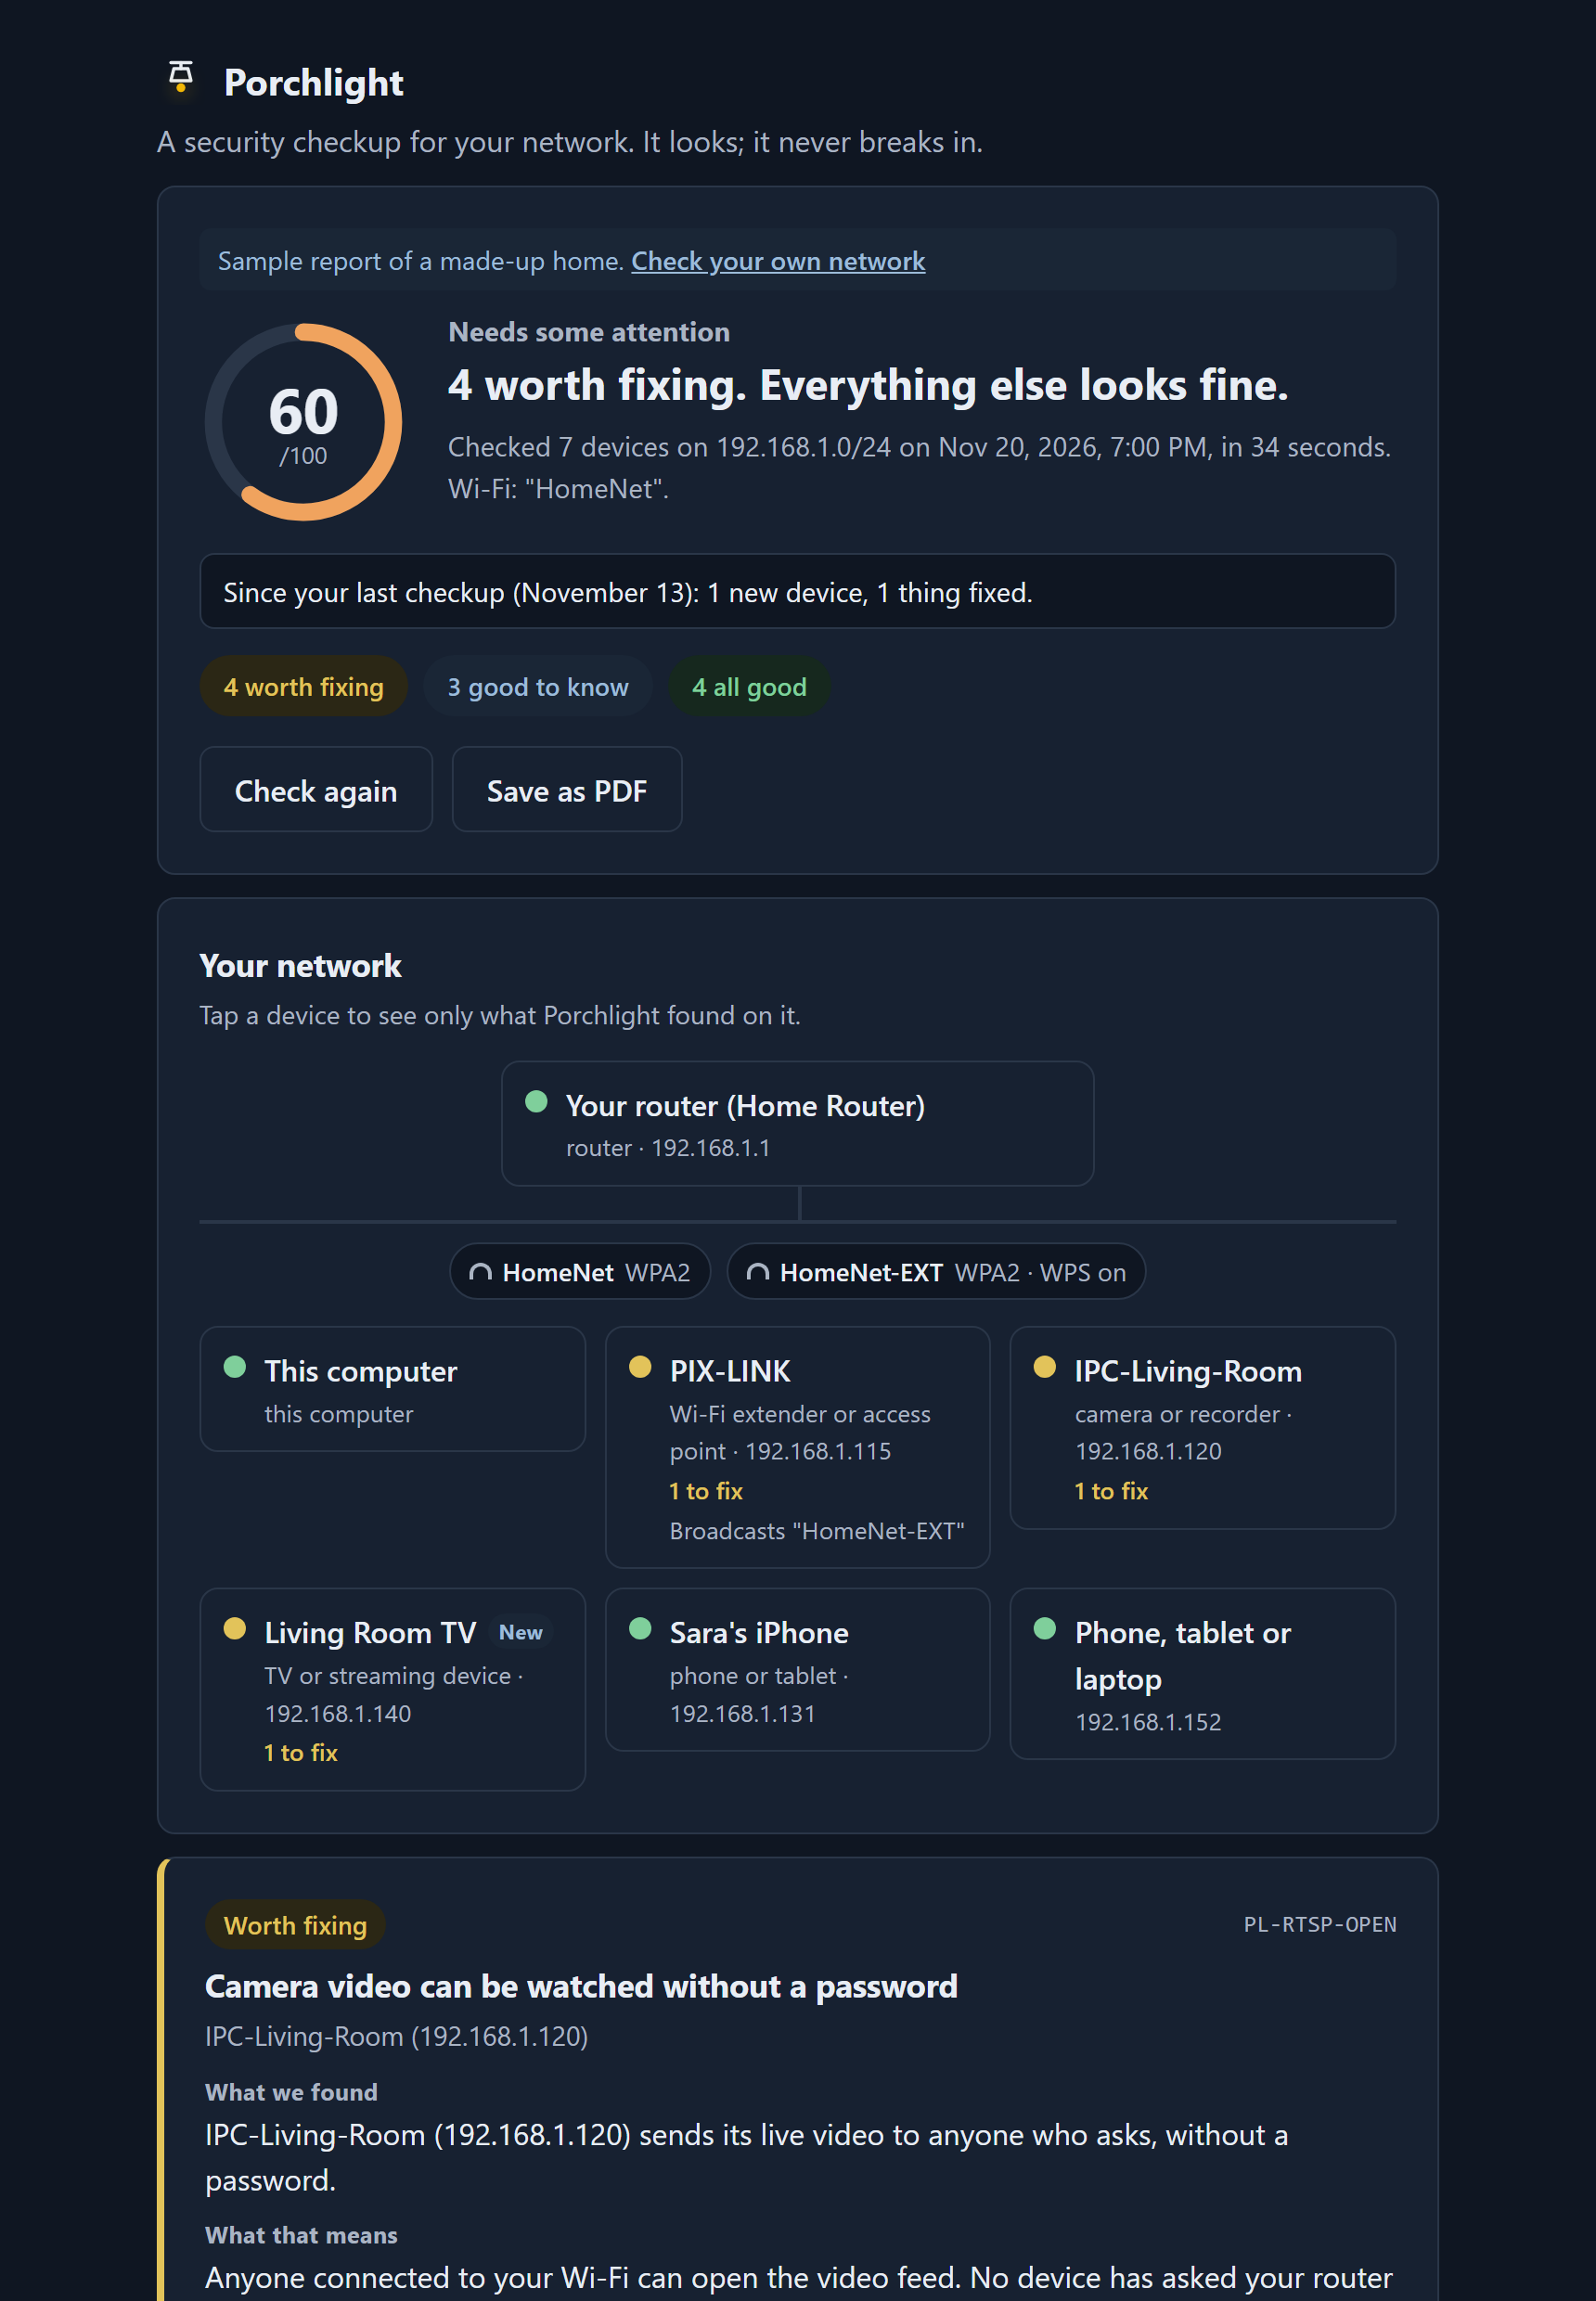 Porchlight
A security checkup for your network. It looks; it never breaks in.
Sample report of a made-up home. Check your own network
60
/100
Needs some attention
4 worth fixing. Everything else looks fine.
Checked 7 devices on 192.168.1.0/24 on Nov 20, 2026, 7:00 PM, in 34 seconds.
Wi-Fi: "HomeNet".
Since your last checkup (November 13): 1 new device, 1 thing fixed.
4 worth fixing
3 good to know
4 all good
Check again
Save as PDF
Your network
Tap a device to see only what Porchlight found on it.
Your router (Home Router)
router · 192.168.1.1
HomeNet WPA2
HomeNet-EXT WPA2 · WPS on
This computer
this computer
PIX-LINK
Wi-Fi extender or access
point · 192.168.1.115
1 to fix
Broadcasts "HomeNet-EXT"
IPC-Living-Room
camera or recorder ·
192.168.1.120
1 to fix
Living Room TV New
TV or streaming device ·
192.168.1.140
1 to fix
Sara's iPhone
phone or tablet ·
192.168.1.131
Phone, tablet or
laptop
192.168.1.152
Worth fixing
PL-RTSP-OPEN
Camera video can be watched without a password
IPC-Living-Room (192.168.1.120)
What we found
IPC-Living-Room (192.168.1.120) sends its live video to anyone who asks, without a
password.
What that means
Anyone connected to your Wi-Fi can open the video feed. No device has asked your router